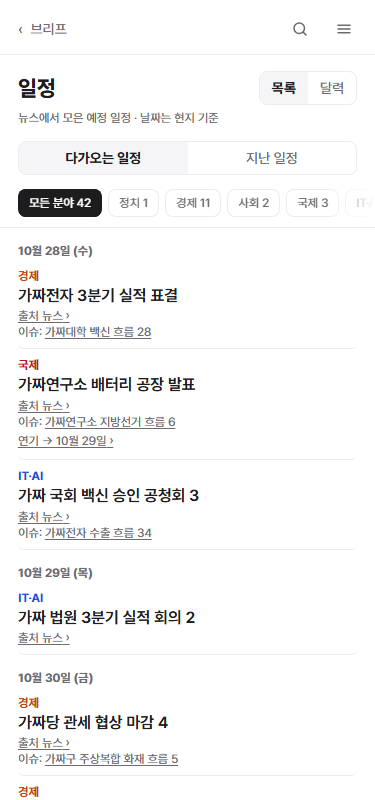 ‹ 브리프
일정
목록 달력
뉴스에서 모은 예정 일정 · 날짜는 현지 기준
다가오는 일정 지난 일정
모든 분야 42 정치 1 경제 11 사회 2 국제 3 IT·A
10월 28일 (수)
경제
가짜전자 3분기 실적 표결
출처 뉴스 ›
이슈: 가짜대학 백신 흐름 28
국제
가짜연구소 배터리 공장 발표
출처 뉴스 ›
이슈: 가짜연구소 지방선거 흐름 6
연기 → 10월 29일 ›
IT·AI
가짜 국회 백신 승인 공청회 3
출처 뉴스 ›
이슈: 가짜전자 수출 흐름 34
10월 29일 (목)
IT·AI
가짜 법원 3분기 실적 회의 2
출처 뉴스 ›
10월 30일 (금)
경제
가짜당 관세 협상 마감 4
출처 뉴스 ›
이슈: 가짜구 주상복합 화재 흐름 5
경제